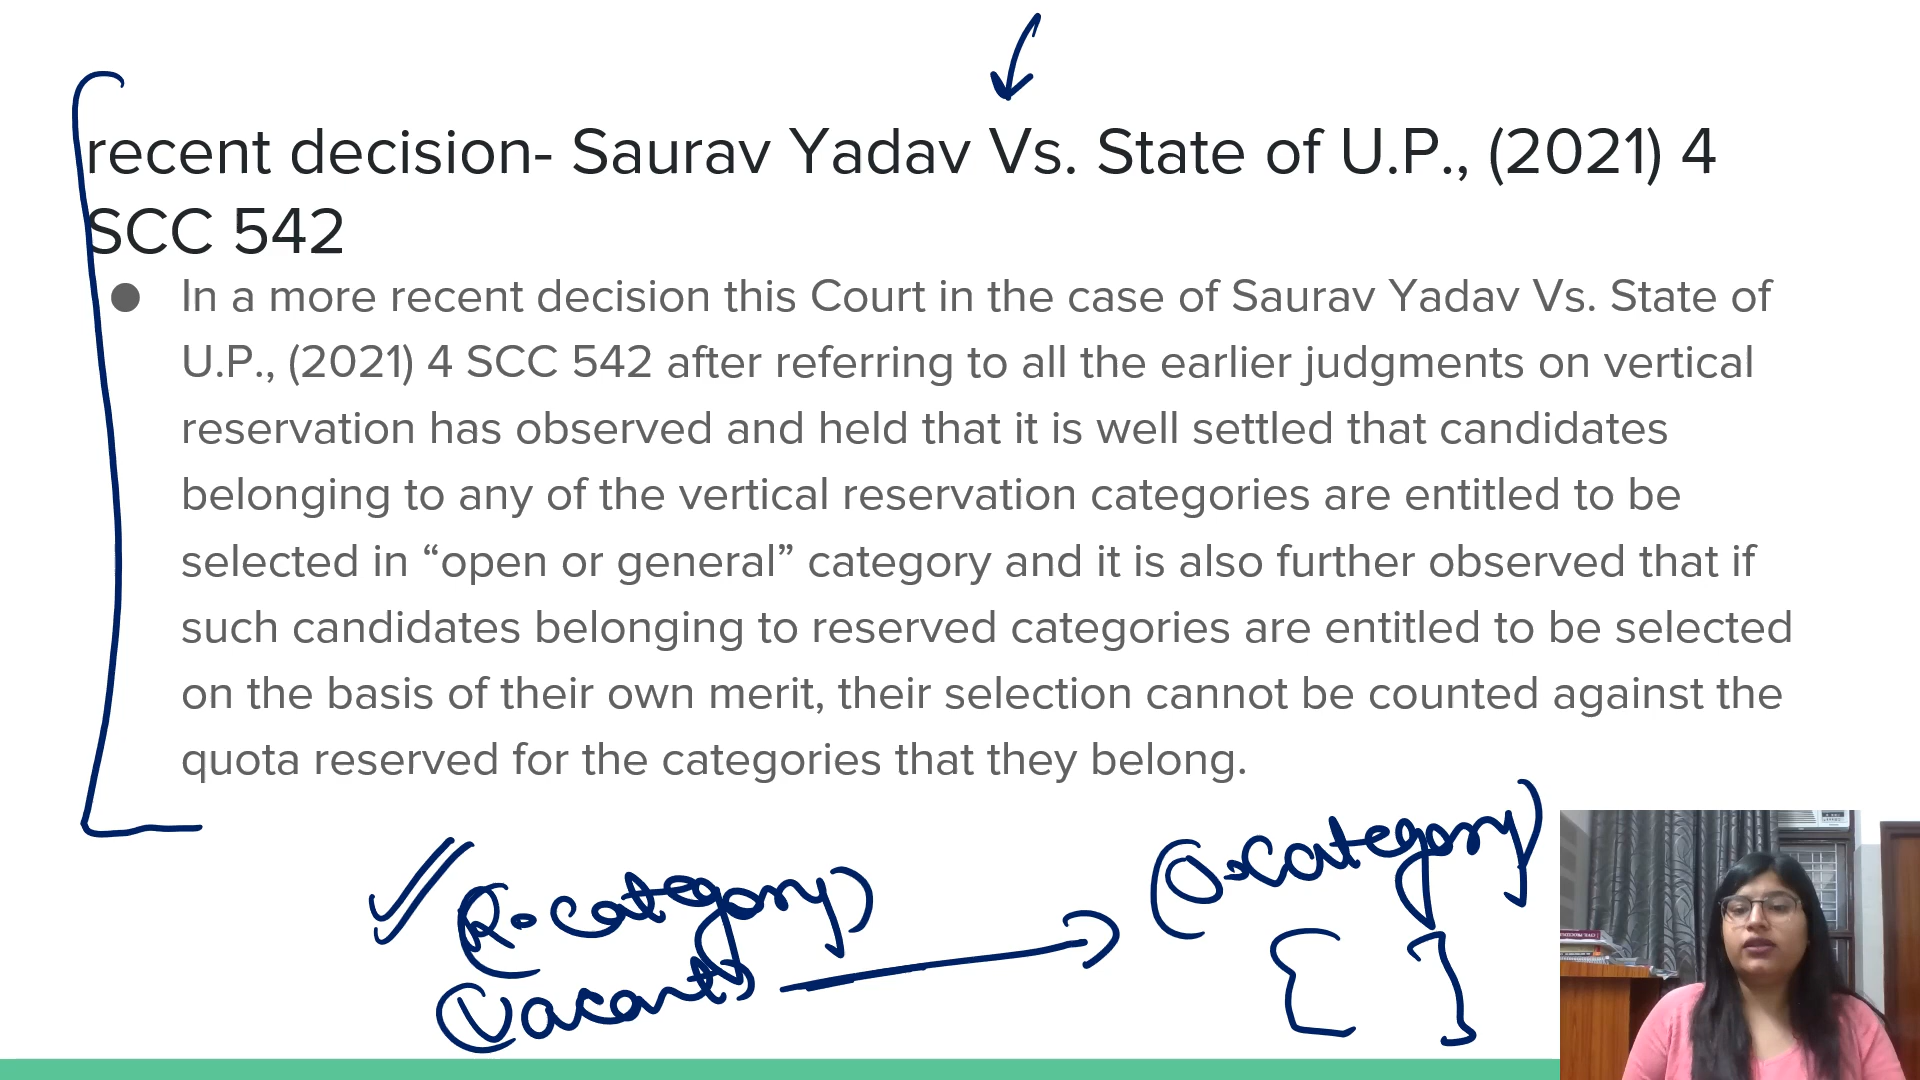 recent decision- Saurav Yadav Vs. State of U.P., (2021) 4
SCC 542
● In a more recent decision this Court in the case of Saurav Yadav Vs. State of
U.P., (2021) 4 SCC 542 after referring to all the earlier judgments on vertical
reservation has observed and held that it is well settled that candidates
belonging to any of the vertical reservation categories are entitled to be
selected in “open or general” category and it is also further observed that if
such candidates belonging to reserved categories are entitled to be selected
on the basis of their own merit, their selection cannot be counted against the
quota reserved for the categories that they belong.
R-category
O-category
Vacant